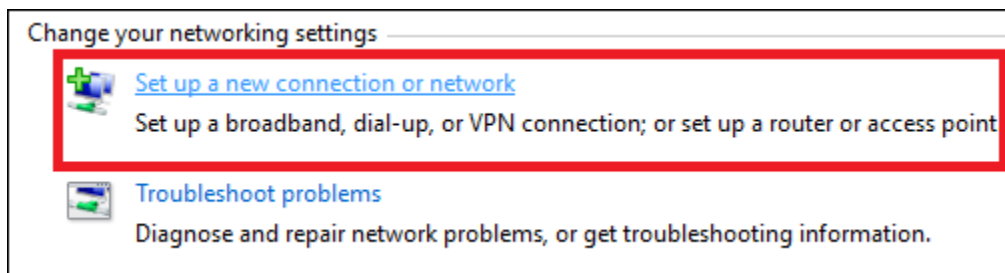 Change your networking settings
Set up a new connection or network
Set up a broadband, dial-up, or VPN connection; or set up a router or access point
Troubleshoot problems
Diagnose and repair network problems, or get troubleshooting information.